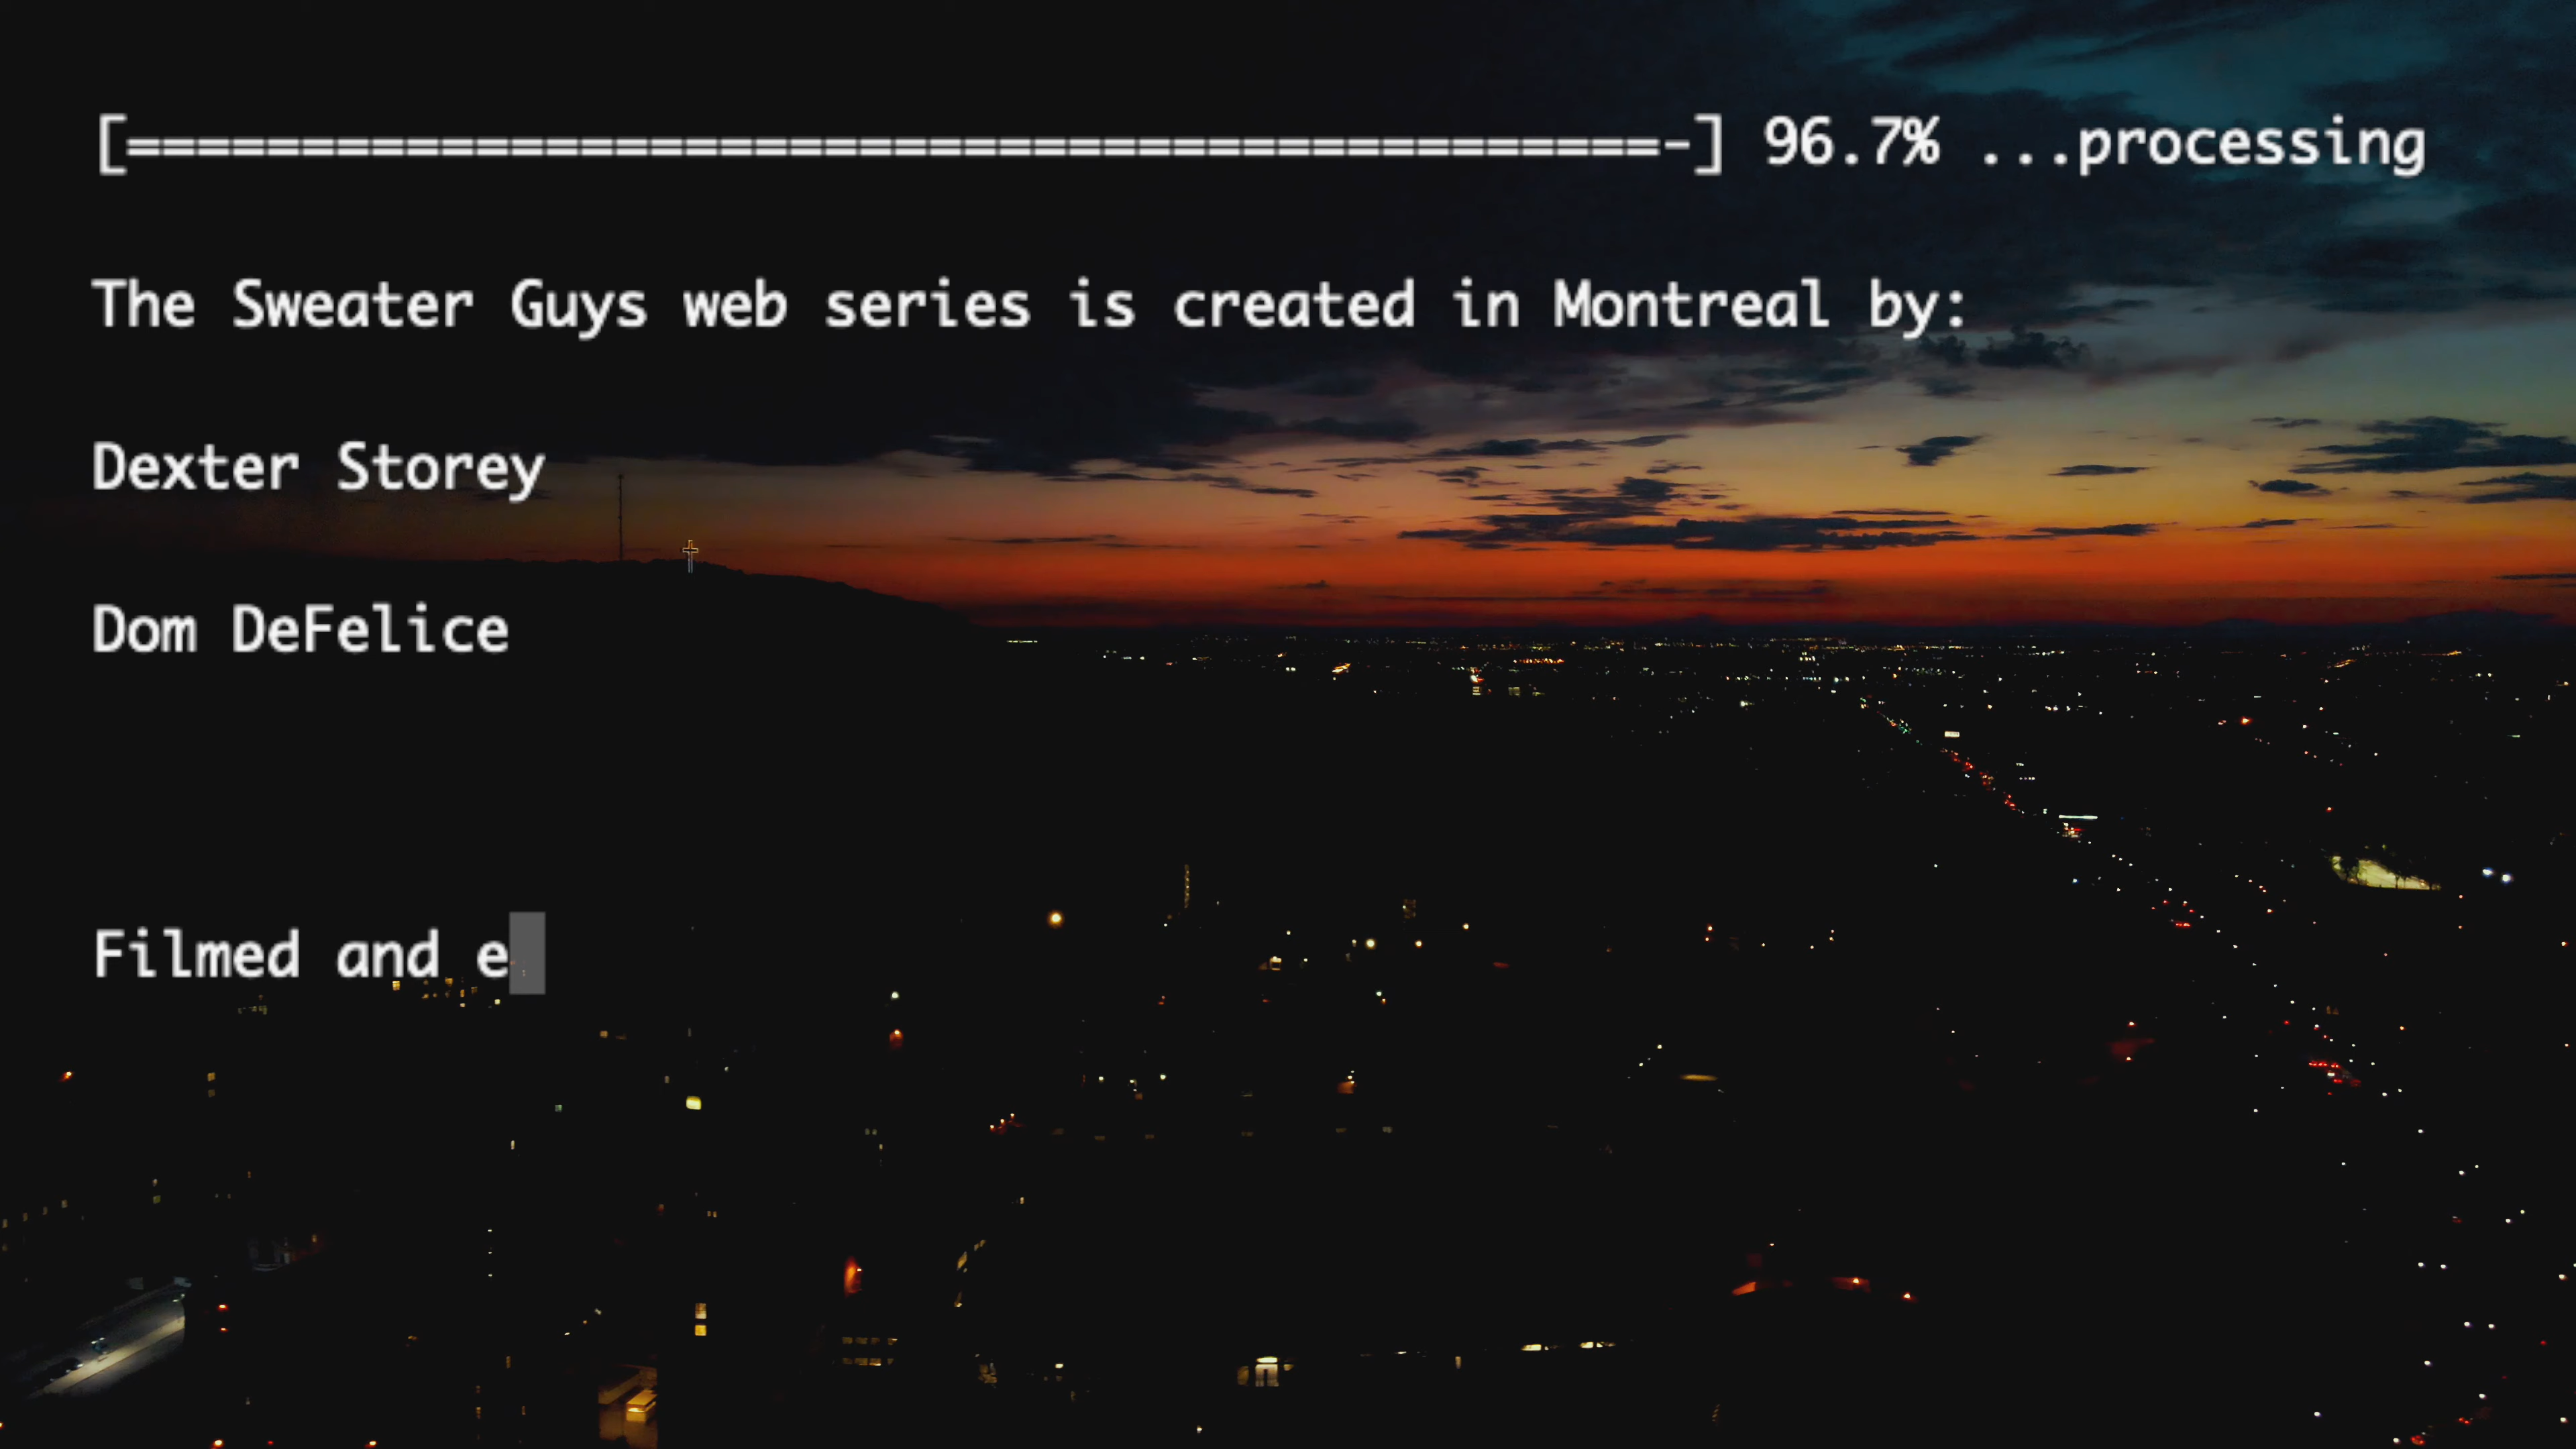 [============================================-] 96.7% ...processing
The Sweater Guys web series is created in Montreal by:
Dexter Storey
Dom DeFelice
Filmed and e